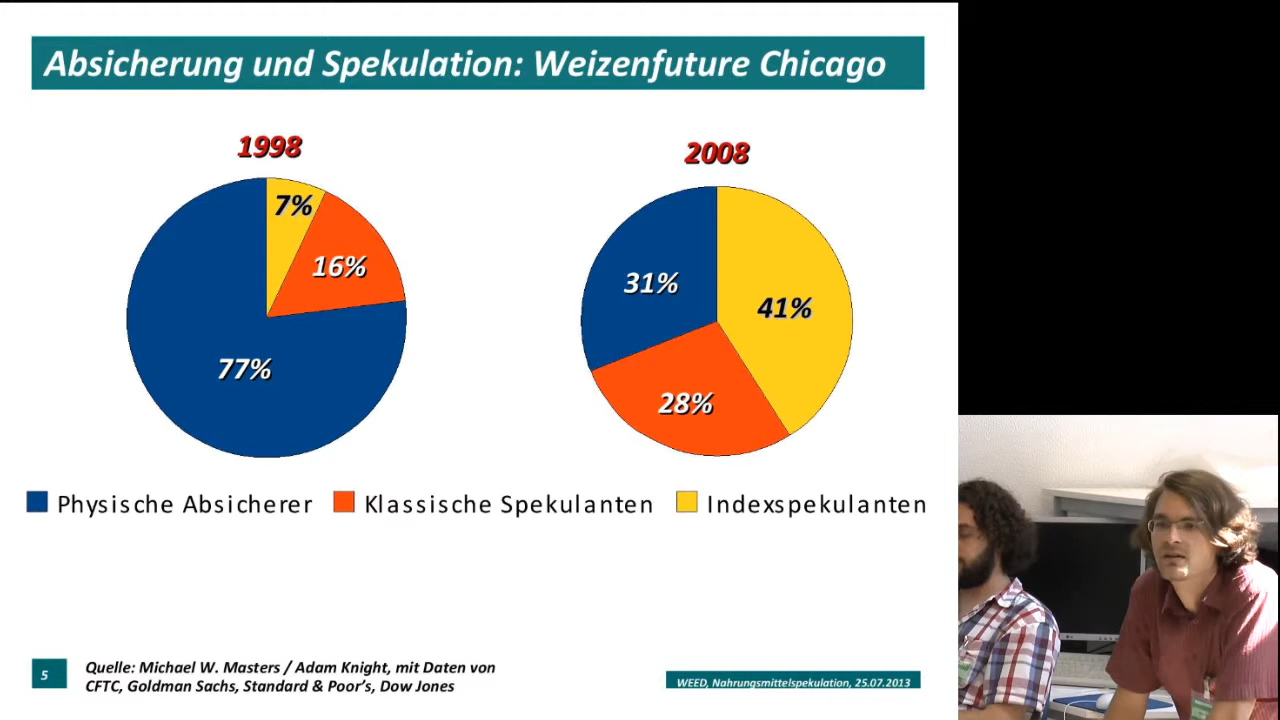 Absicherung und Spekulation: Weizenfuture Chicago
1998
2008
7%
16%
77%
31%
41%
28%
Physische Absicherer
Klassische Spekulanten
Indexspekulanten
5
Quelle: Michael W. Masters / Adam Knight, mit Daten von
CFTC, Goldman Sachs, Standard & Poor's, Dow Jones
WEED, Nahrungsmittelspekulation, 25.07.2013